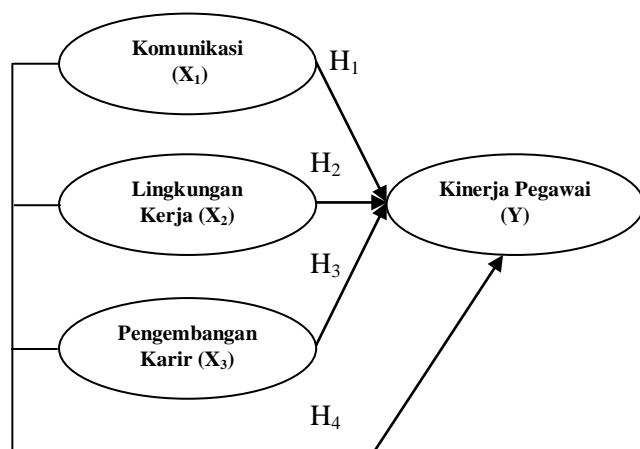 Komunikasi
(X₁)
H₁
H₂
Lingkungan
Kerja (X₂)
Kinerja Pegawai
(Y)
H₃
Pengembangan
Karir (X₃)
H₄